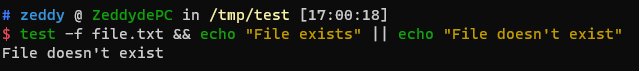 # zeddy @ ZeddydePC in /tmp/test [17:00:18]
$ test -f file.txt && echo "File exists" || echo "File doesn't exist"
File doesn't exist